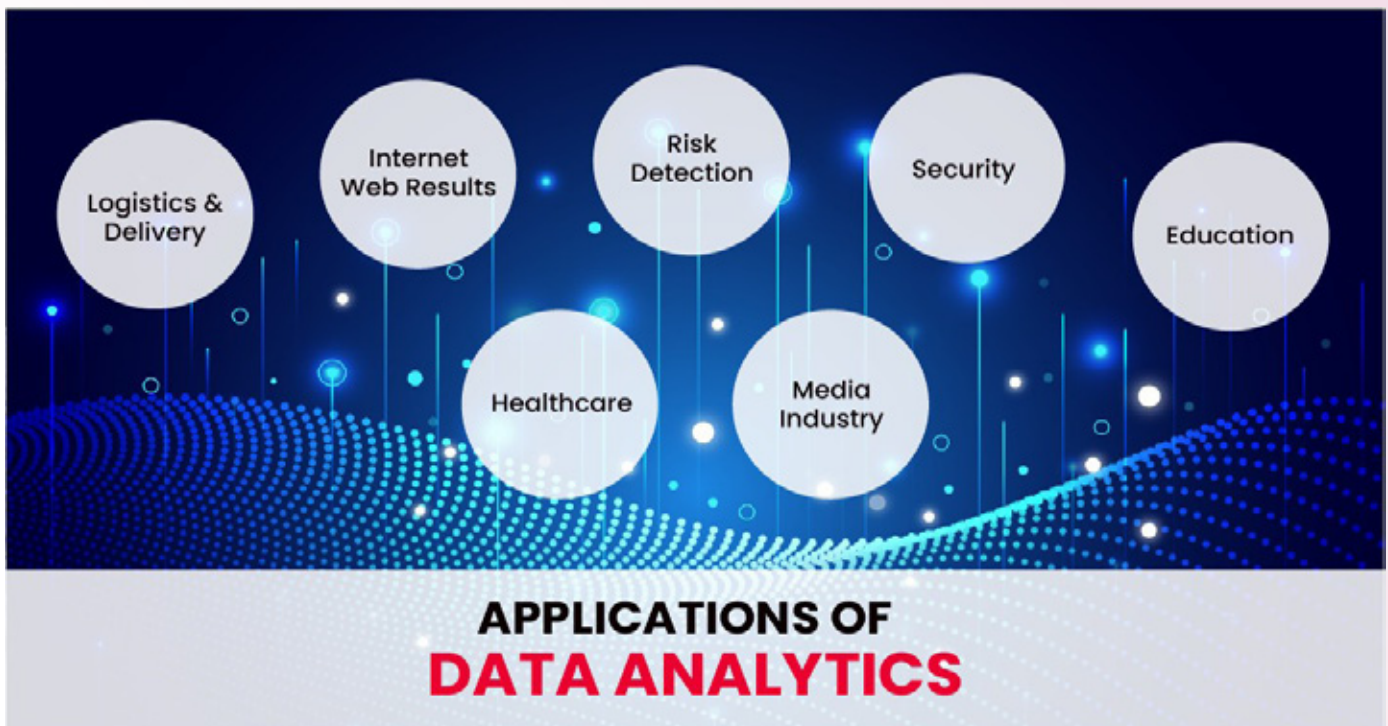 Logistics &
Delivery
Internet
Web Results
Risk
Detection
Security
Education
Healthcare
Media
Industry
APPLICATIONS OF
DATA ANALYTICS